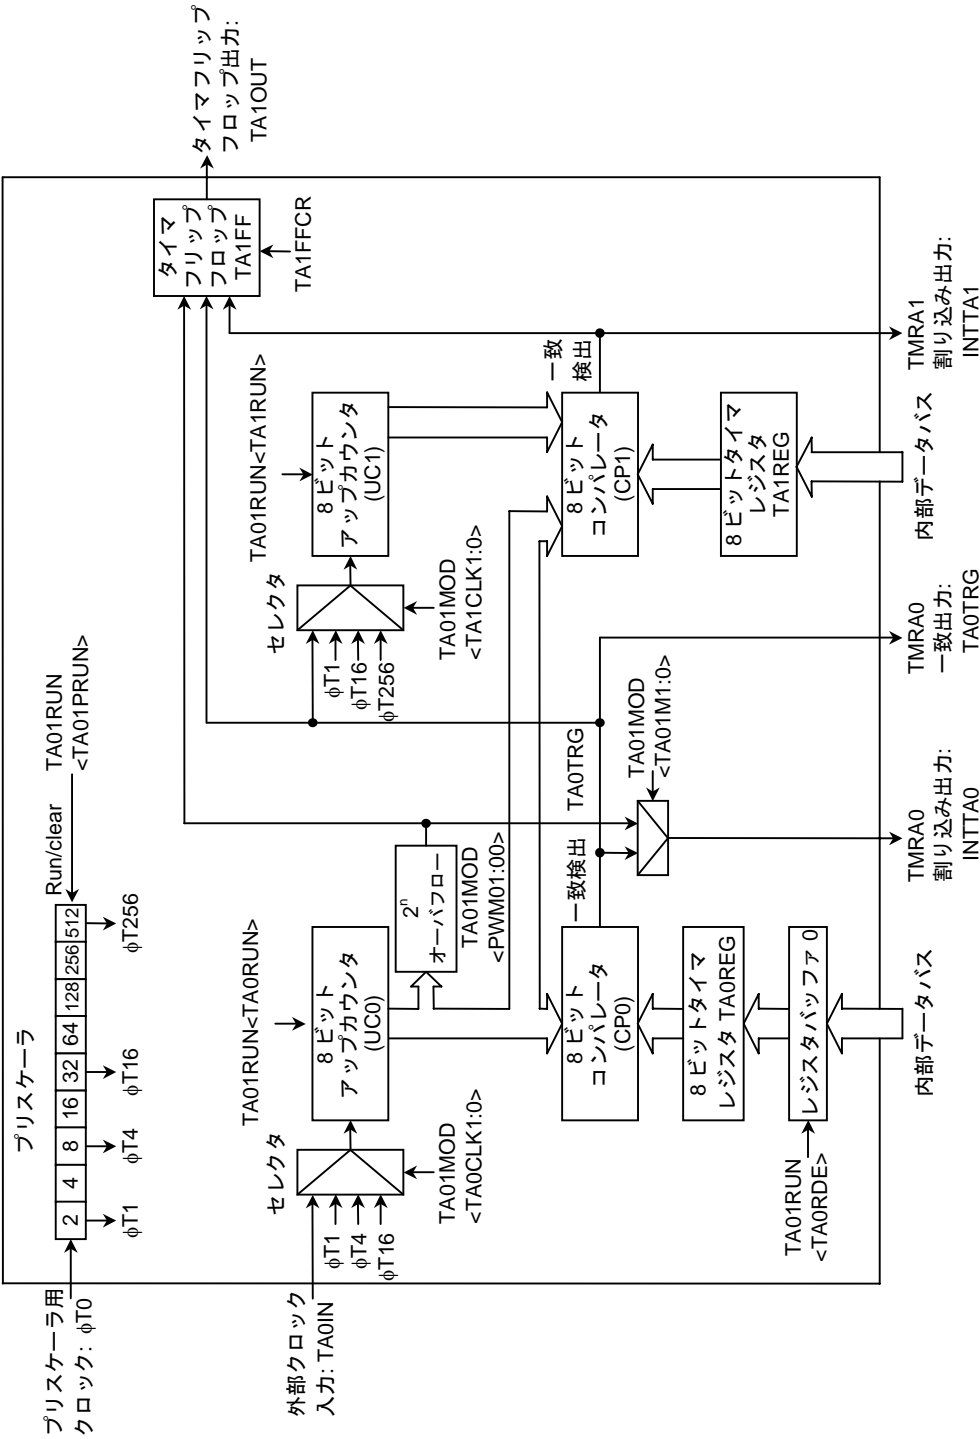 プリスケーラ
プリスケーラ用
クロック: φT0
2 4 8 16 32 64 128 256 512
Run/clear
TA01RUN
<TA01PRUN>
φT1
φT4
φT16
φT256
外部クロック
入力: TA0IN
φT1
φT4
φT16
セレクタ
TA01MOD
<TA0CLK1:0>
TA01RUN<TA0RUN>
8 ビット
アップカウンタ
(UC0)
2ⁿ
オーバフロー
TA01MOD
<PWM01:00>
セレクタ
φT1
φT16
φT256
TA01MOD
<TA1CLK1:0>
TA01RUN<TA1RUN>
8 ビット
アップカウンタ
(UC1)
タイマ
フリップ
フロップ
TA1FF
TA1FFCR
タイマフリップ
フロップ出力:
TA1OUT
8 ビット
コンパレータ
(CP0)
一致検出
TA0TRG
8 ビット
コンパレータ
(CP1)
一致
検出
8 ビットタイマ
レジスタ TA0REG
TA01MOD
<TA01M1:0>
8 ビットタイマ
レジスタ
TA1REG
レジスタバッファ 0
TA01RUN
<TA0RDE>
内部データバス
TMRA0
割り込み出力:
INTTA0
TMRA0
一致出力:
TA0TRG
内部データバス
TMRA1
割り込み出力:
INTTA1